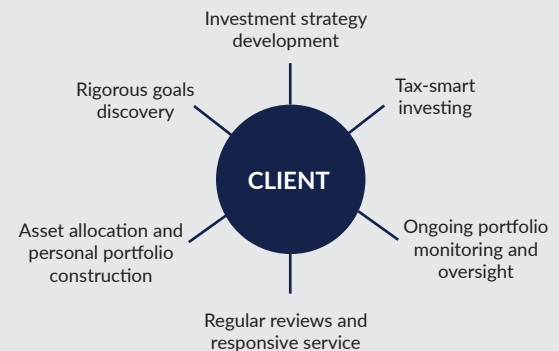 Investment strategy
development
Rigorous goals
discovery
Tax-smart
investing
CLIENT
Asset allocation and
personal portfolio
construction
Ongoing portfolio
monitoring and
oversight
Regular reviews and
responsive service